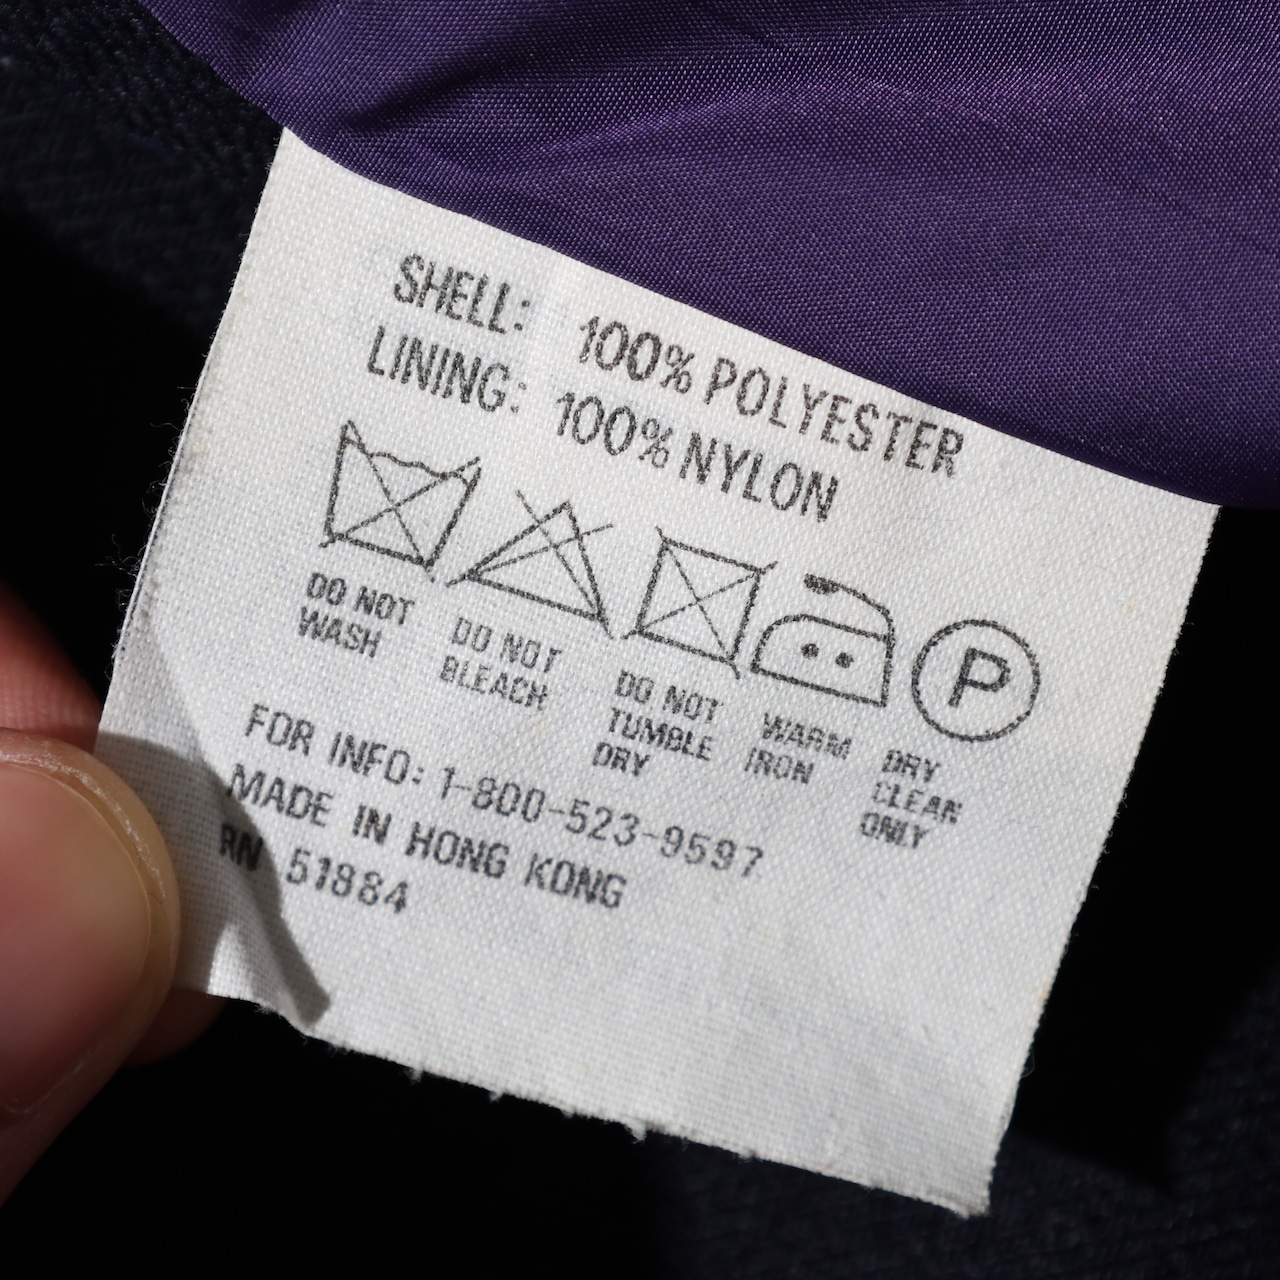 SHELL: 100% POLYESTER
LINING: 100% NYLON
DO NOT
WASH
DO NOT
BLEACH
DO NOT
TUMBLE
DRY
WARM
IRON
P
DRY
CLEAN
ONLY
FOR INFO: 1-800-523-9597
MADE IN HONG KONG
RN 51884